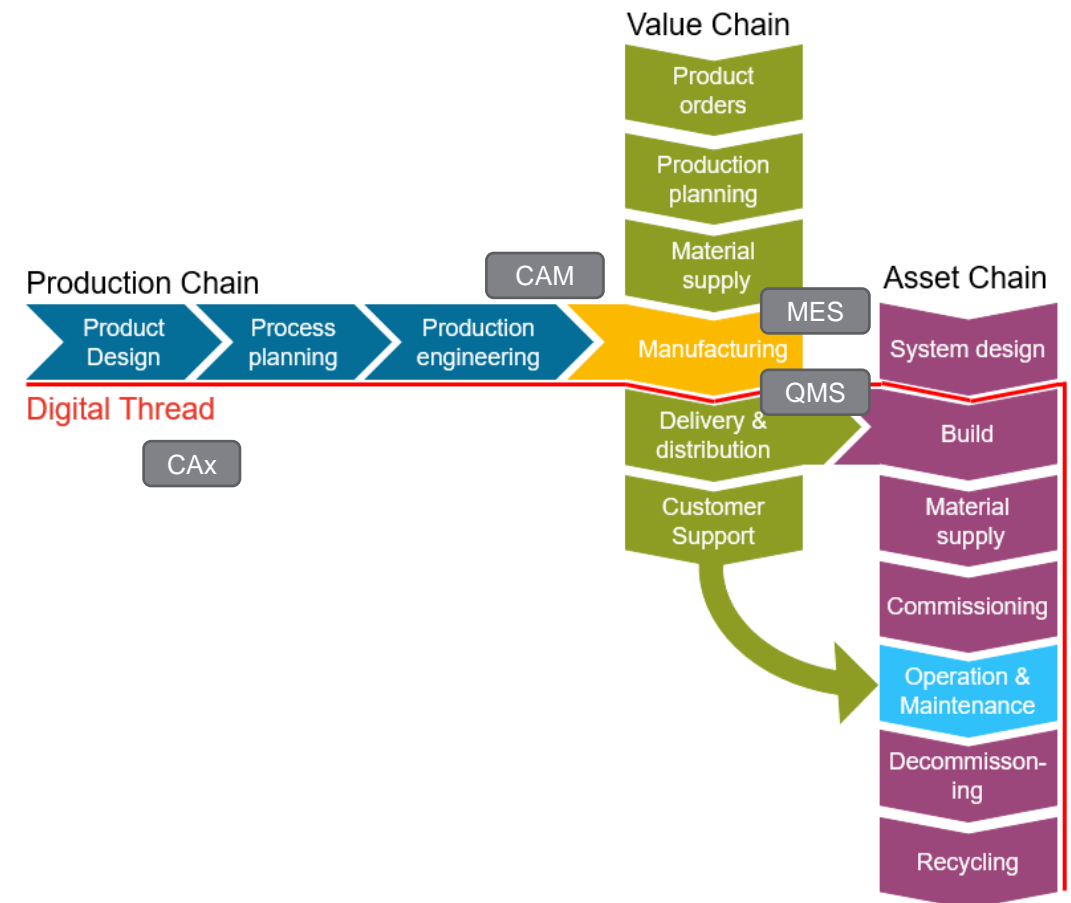 Value Chain
Product
orders
Production
planning
Material
supply
CAM
Production Chain
Asset Chain
MES
Product
Design
Process
planning
Production
engineering
Manufacturing
System design
QMS
Digital Thread
Delivery &
distribution
Build
CAx
Customer
Support
Material
supply
Commissioning
Operation &
Maintenance
Decommisson-
ing
Recycling